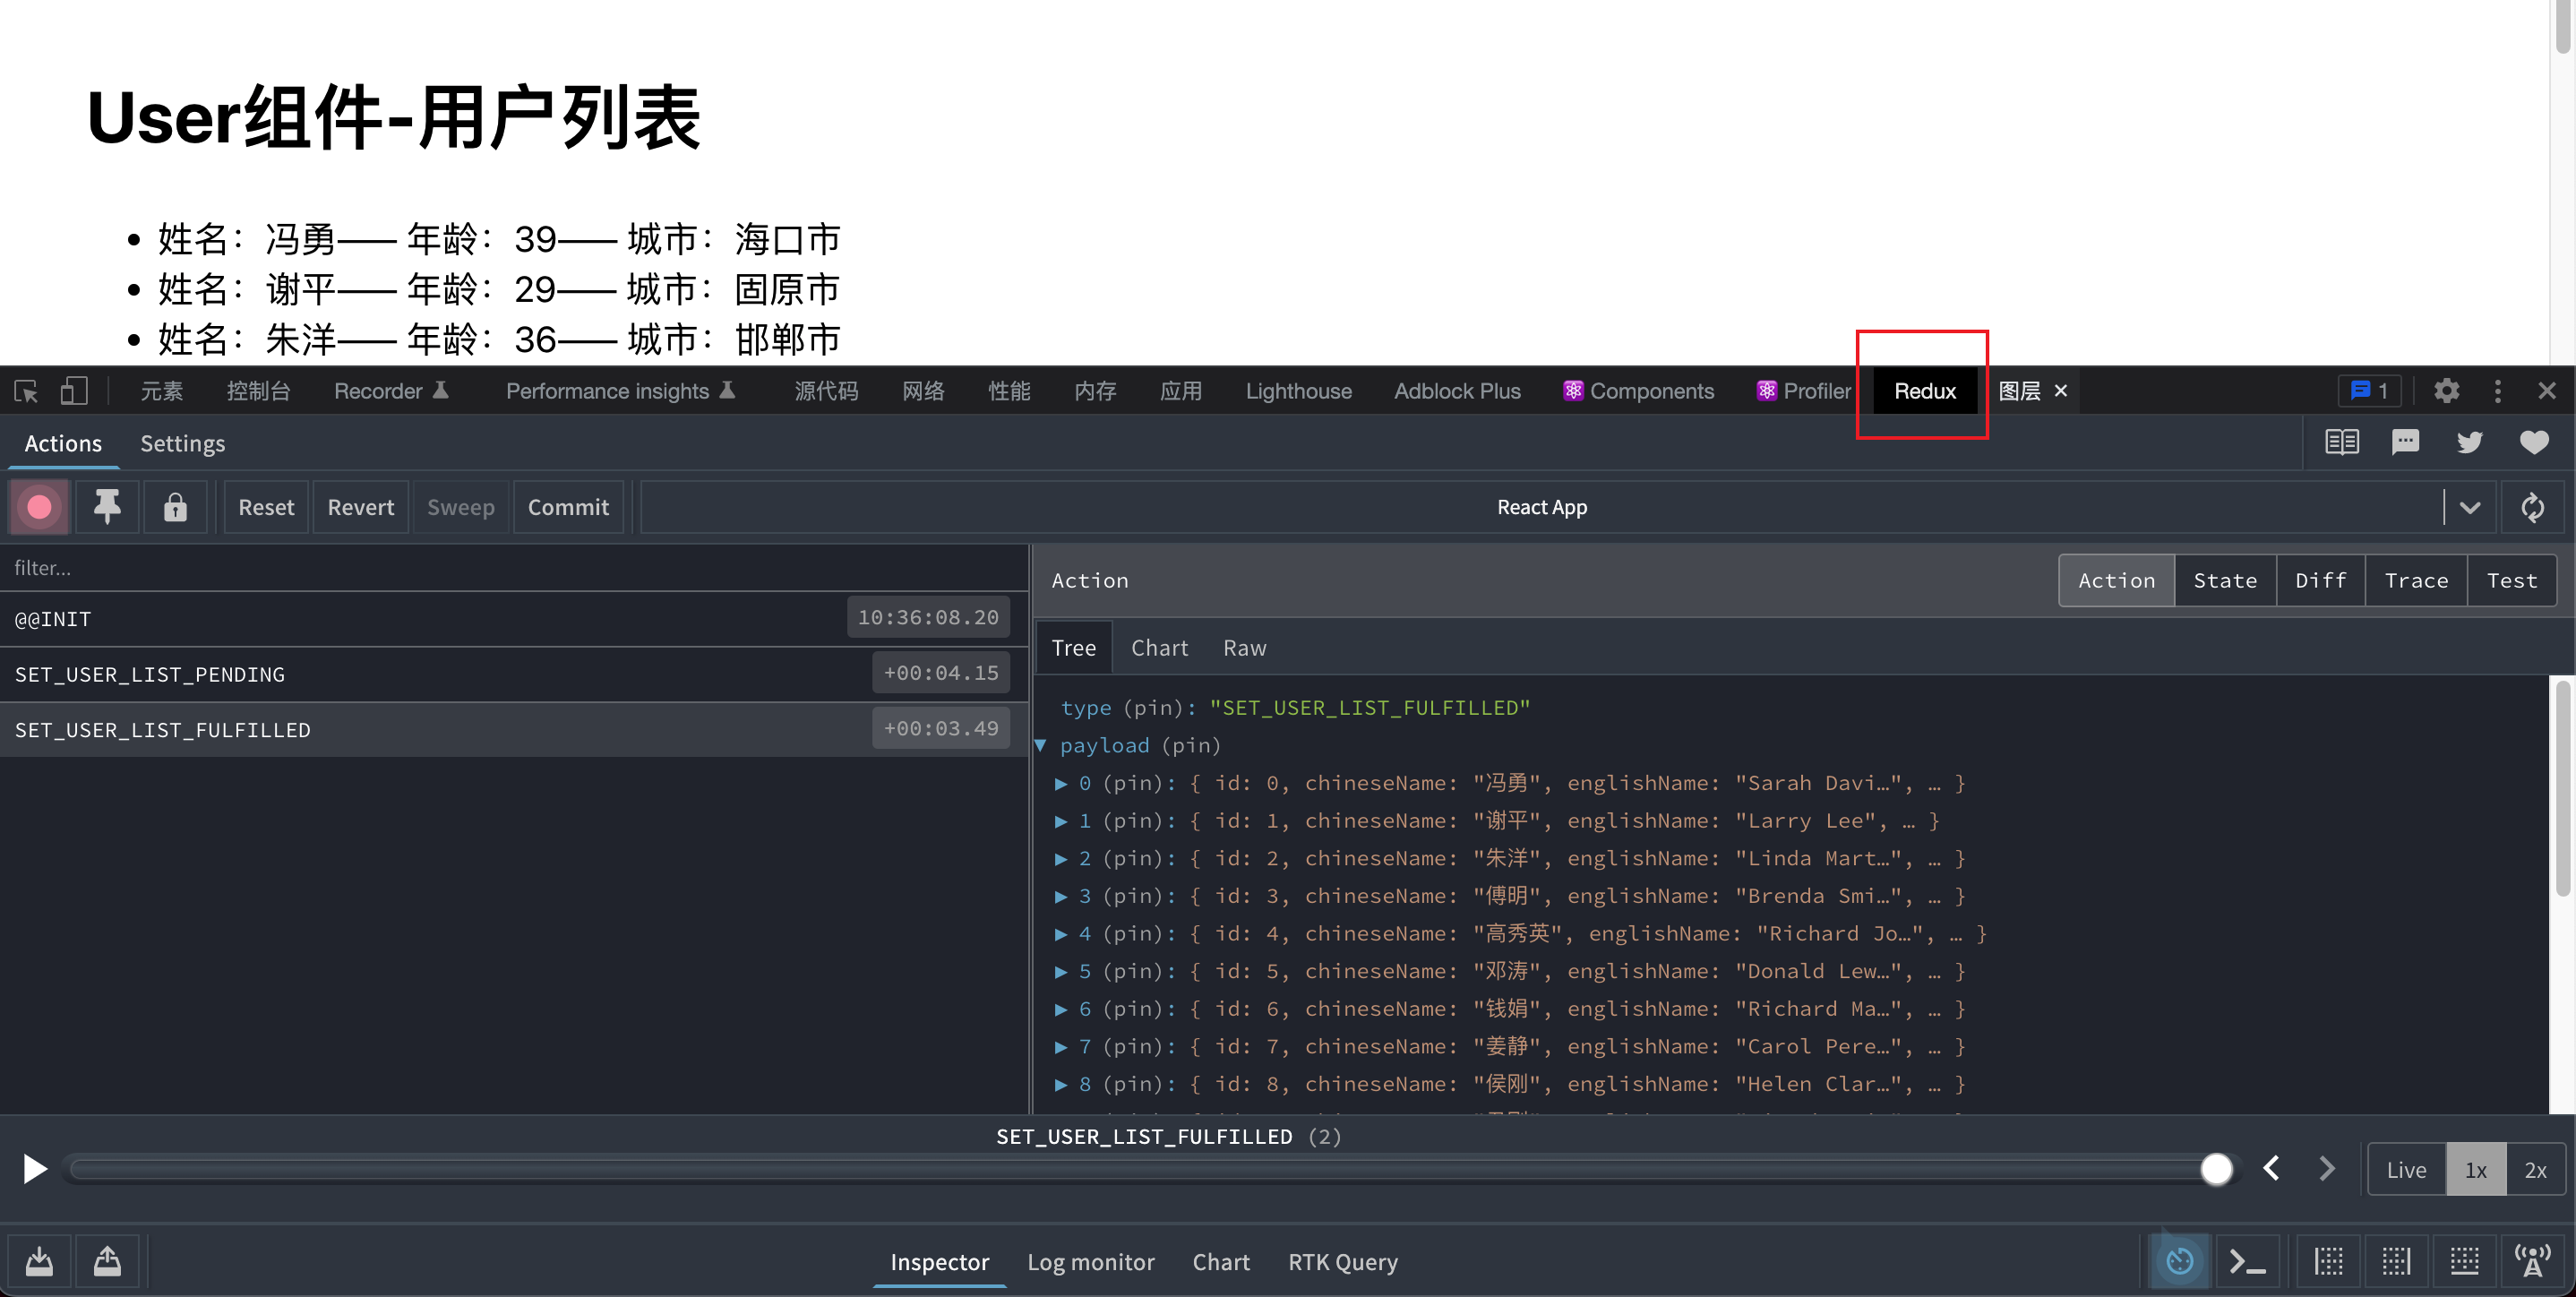 User组件-用户列表
姓名：冯勇—— 年龄：39—— 城市：海口市
姓名：谢平—— 年龄：29—— 城市：固原市
姓名：朱洋—— 年龄：36—— 城市：邯郸市
元素 控制台 Recorder Performance insights 源代码 网络 性能 内存 应用 Lighthouse Adblock Plus Components Profiler Redux 图层 1
Actions Settings
Reset Revert Sweep Commit React App
filter...
@@INIT 10:36:08.20
SET_USER_LIST_PENDING +00:04.15
SET_USER_LIST_FULFILLED +00:03.49
Action Action State Diff Trace Test
Tree Chart Raw
type (pin): "SET_USER_LIST_FULFILLED"
payload (pin)
0 (pin): { id: 0, chineseName: "冯勇", englishName: "Sarah Davi…", … }
1 (pin): { id: 1, chineseName: "谢平", englishName: "Larry Lee", … }
2 (pin): { id: 2, chineseName: "朱洋", englishName: "Linda Mart…", … }
3 (pin): { id: 3, chineseName: "傅明", englishName: "Brenda Smi…", … }
4 (pin): { id: 4, chineseName: "高秀英", englishName: "Richard Jo…", … }
5 (pin): { id: 5, chineseName: "邓涛", englishName: "Donald Lew…", … }
6 (pin): { id: 6, chineseName: "钱娟", englishName: "Richard Ma…", … }
7 (pin): { id: 7, chineseName: "姜静", englishName: "Carol Pere…", … }
8 (pin): { id: 8, chineseName: "侯刚", englishName: "Helen Clar…", … }
SET_USER_LIST_FULFILLED (2)
Live 1x 2x
Inspector Log monitor Chart RTK Query